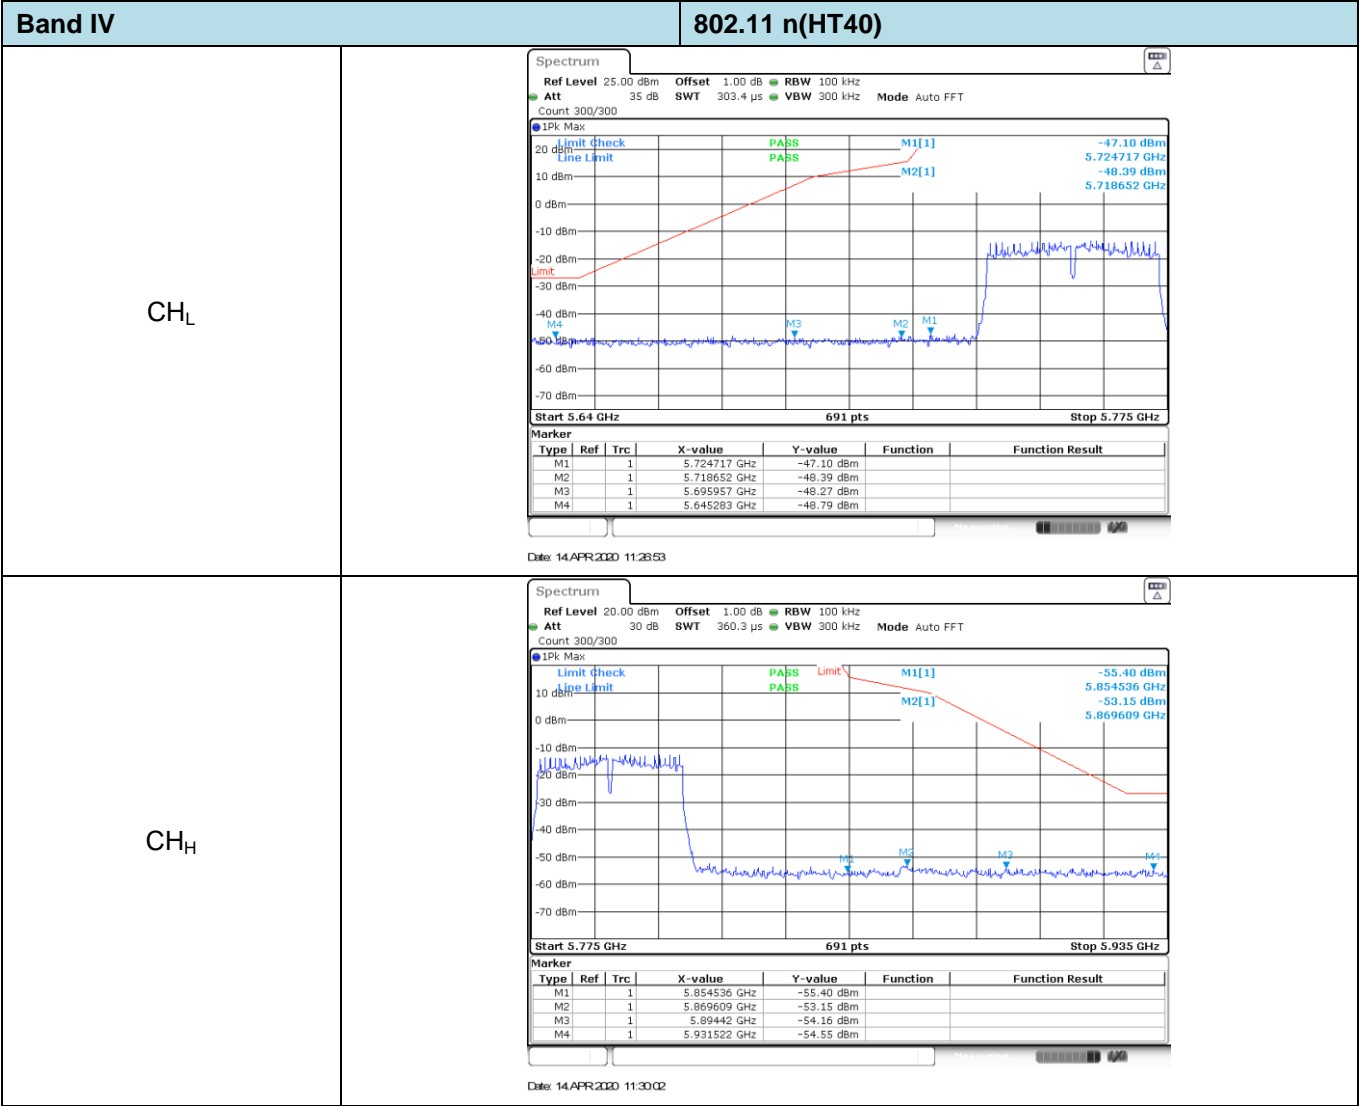 Band IV 802.11 n(HT40)
CHL
Spectrum
Ref Level 25.00 dBm Offset 1.00 dB RBW 100 kHz
Att 35 dB SWT 303.4 µs VBW 300 kHz Mode Auto FFT
Count 300/300
1Pk Max
Limit Check PASS M1[1] -47.10 dBm
20 dBm
Line Limit PASS 5.724717 GHz
10 dBm M2[1] -48.39 dBm
5.718652 GHz
0 dBm
-10 dBm
-20 dBm
Limit
-30 dBm
-40 dBm
M4 M3 M2 M1
-50 dBm
-60 dBm
-70 dBm
Start 5.64 GHz 691 pts Stop 5.775 GHz
Marker
Type Ref Trc X-value Y-value Function Function Result
M1 1 5.724717 GHz -47.10 dBm
M2 1 5.718652 GHz -48.39 dBm
M3 1 5.695957 GHz -48.27 dBm
M4 1 5.645283 GHz -48.79 dBm
Measuring
Date: 14.APR.2020 11:26:53
CHH
Spectrum
Ref Level 20.00 dBm Offset 1.00 dB RBW 100 kHz
Att 30 dB SWT 360.3 µs VBW 300 kHz Mode Auto FFT
Count 300/300
1Pk Max
Limit Check PASS Limit M1[1] -55.40 dBm
Line Limit PASS 5.854536 GHz
10 dBm
M2[1] -53.15 dBm
5.869609 GHz
0 dBm
-10 dBm
-20 dBm
-30 dBm
-40 dBm
-50 dBm
M1 M2 M3 M4
-60 dBm
-70 dBm
Start 5.775 GHz 691 pts Stop 5.935 GHz
Marker
Type Ref Trc X-value Y-value Function Function Result
M1 1 5.854536 GHz -55.40 dBm
M2 1 5.869609 GHz -53.15 dBm
M3 1 5.89442 GHz -54.16 dBm
M4 1 5.931522 GHz -54.55 dBm
Measuring
Date: 14.APR.2020 11:30:02